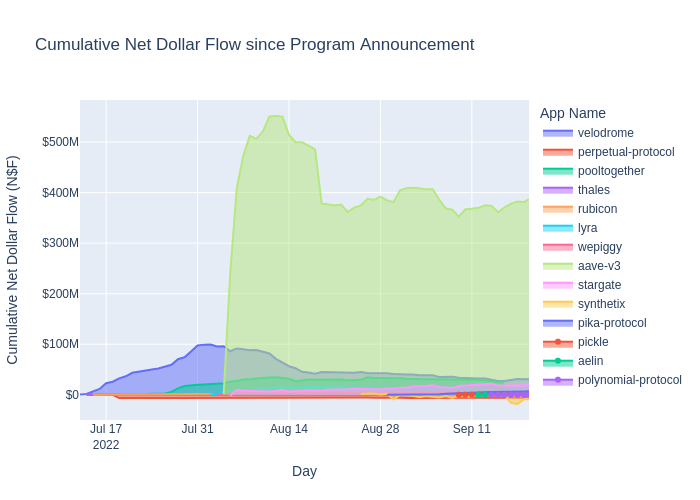 Cumulative Net Dollar Flow since Program Announcement
Cumulative Net Dollar Flow (N$F)
$500M
$400M
$300M
$200M
$100M
$0
Jul 17
2022
Jul 31
Aug 14
Aug 28
Sep 11
Day
App Name
velodrome
perpetual-protocol
pooltogether
thales
rubicon
lyra
wepiggy
aave-v3
stargate
synthetix
pika-protocol
pickle
aelin
polynomial-protocol